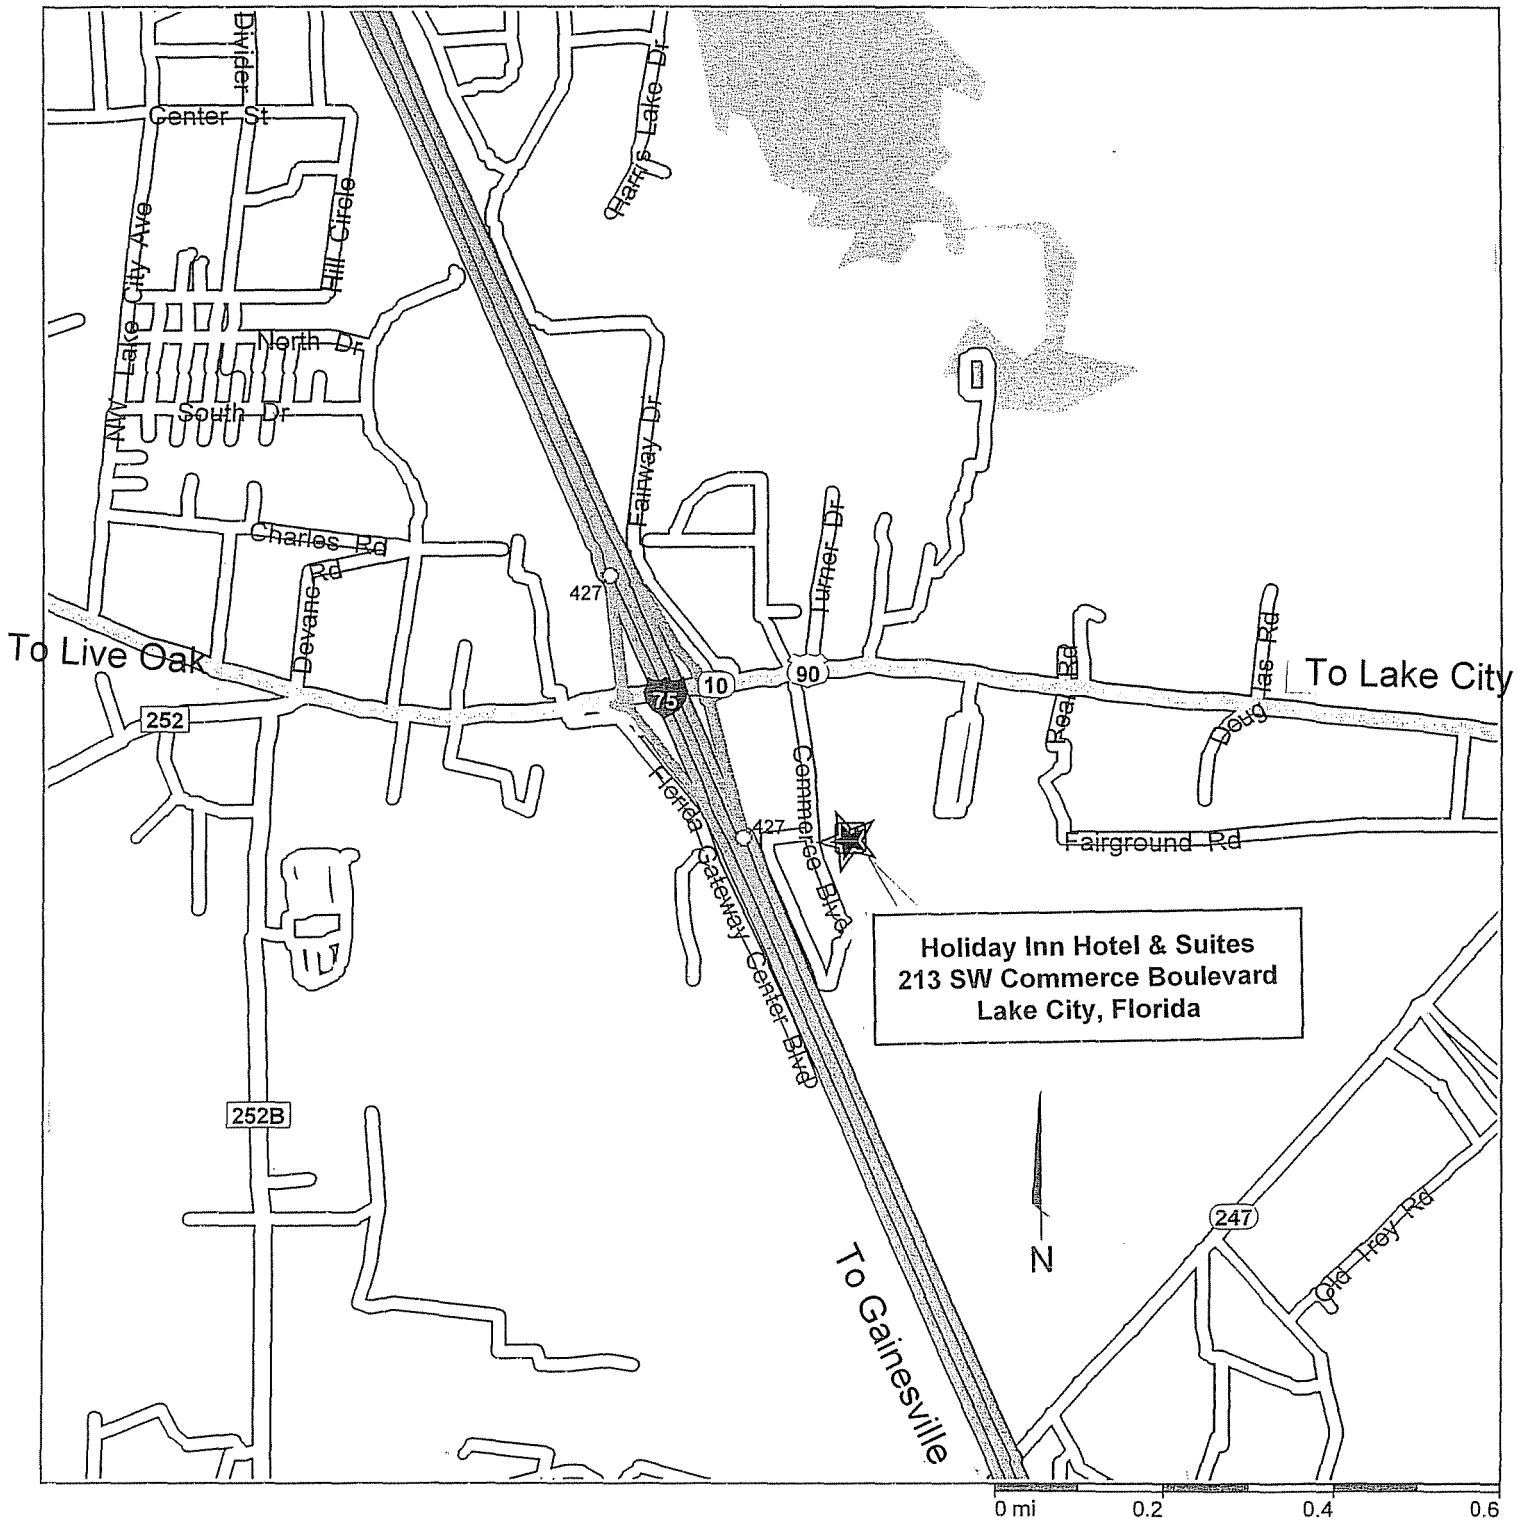 Divider
Center St
Harris Lake Dr
Hill Circle
NW Lake City Ave
North Dr
South Dr
Fairway Dr
Charles Rd
Devane Rd
427
Turner Dr
To Live Oak
To Lake City
Real Rd
Douglas Rd
252
75
10
90
Florida Gateway Center Blvd
Commerce Blvd
427
Fairground Rd
Holiday Inn Hotel & Suites
213 SW Commerce Boulevard
Lake City, Florida
252B
N
247
Old Troy Rd
To Gainesville
0 mi 0.2 0.4 0.6